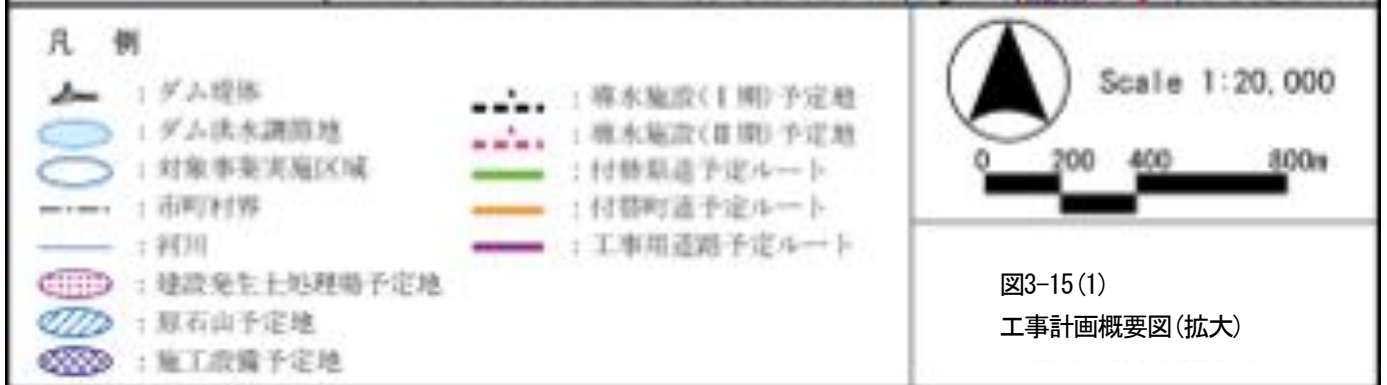 凡 例
：ダム堤体
：ダム洪水調節地
：対象事業実施区域
：市町村界
：河川
：建設発生土処理場予定地
：原石山予定地
：施工設備予定地
：導水施設(Ⅰ期)予定地
：導水施設(Ⅱ期)予定地
：付替県道予定ルート
：付替町道予定ルート
：工事用道路予定ルート
Scale 1:20,000
0 200 400 800m
図3-15(1)
工事計画概要図(拡大)